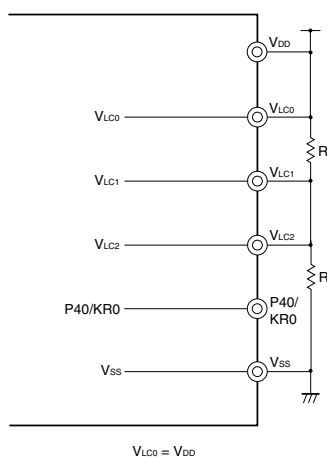 VDD
VLC0 VLC0
R
VLC1 VLC1
VLC2 VLC2
R
P40/KR0 P40/
KR0
VSS VSS
VLC0 = VDD